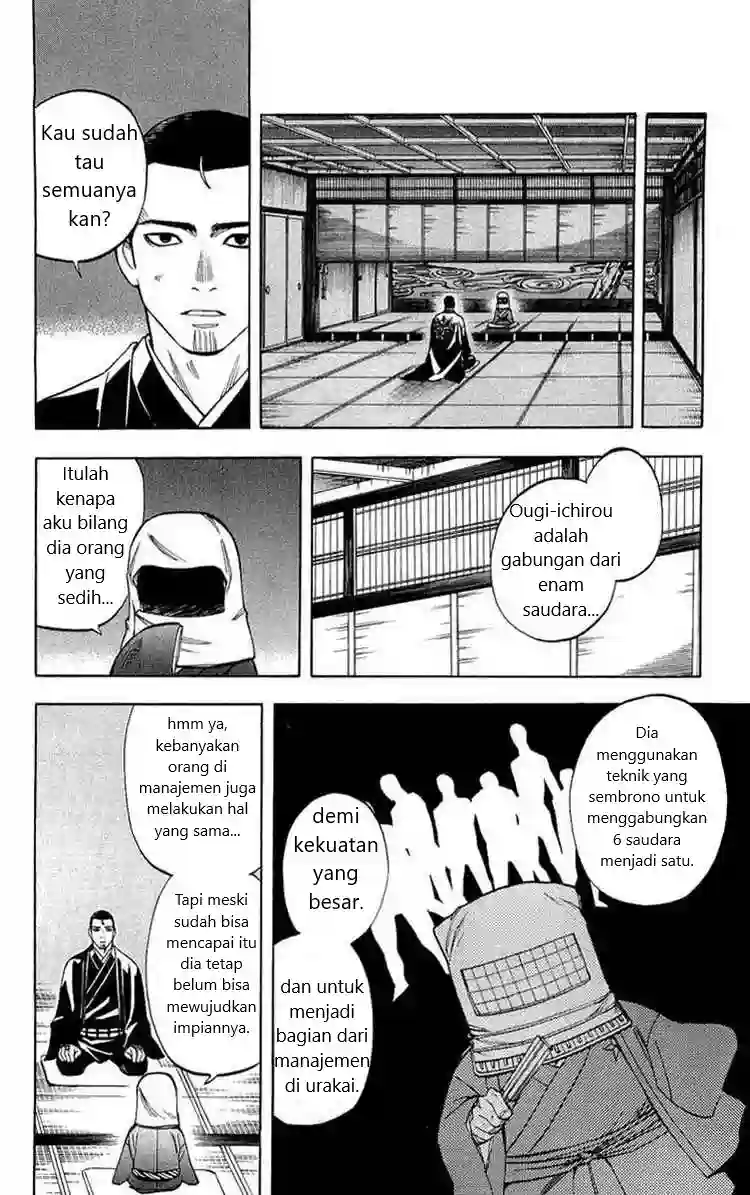 Kau sudah
tau
semuanya
kan?
Ougi-ichirou
adalah
gabungan dari
enam
saudara...
Itulah
kenapa
aku bilang
dia orang
yang
sedih...
Dia
menggunakan
teknik yang
sembrono untuk
menggabungkan
6 saudara
menjadi satu.
demi
kekuatan
yang
besar.
dan untuk
menjadi
bagian dari
manajemen
di urakai.
hmm ya,
kebanyakan
orang di
manajemen juga
melakukan hal
yang sama...
Tapi meski
sudah bisa
mencapai itu
dia tetap
belum bisa
mewujudkan
impiannya.